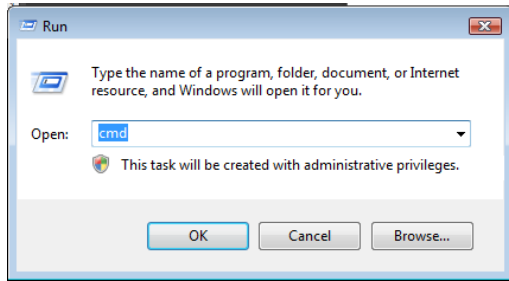 Run
Type the name of a program, folder, document, or Internet
resource, and Windows will open it for you.
Open: cmd
This task will be created with administrative privileges.
OK Cancel Browse...